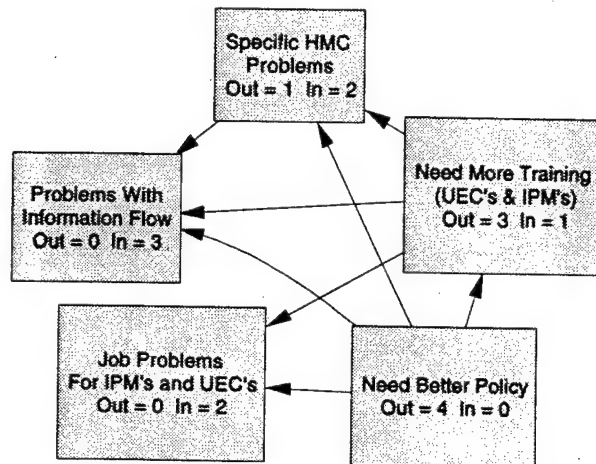 Specific HMC
Problems
Out = 1 In = 2
Need More Training
(UEC's & IPM's)
Out = 3 In = 1
Problems With
Information Flow
Out = 0 In = 3
Job Problems
For IPM's and UEC's
Out = 0 In = 2
Need Better Policy
Out = 4 In = 0